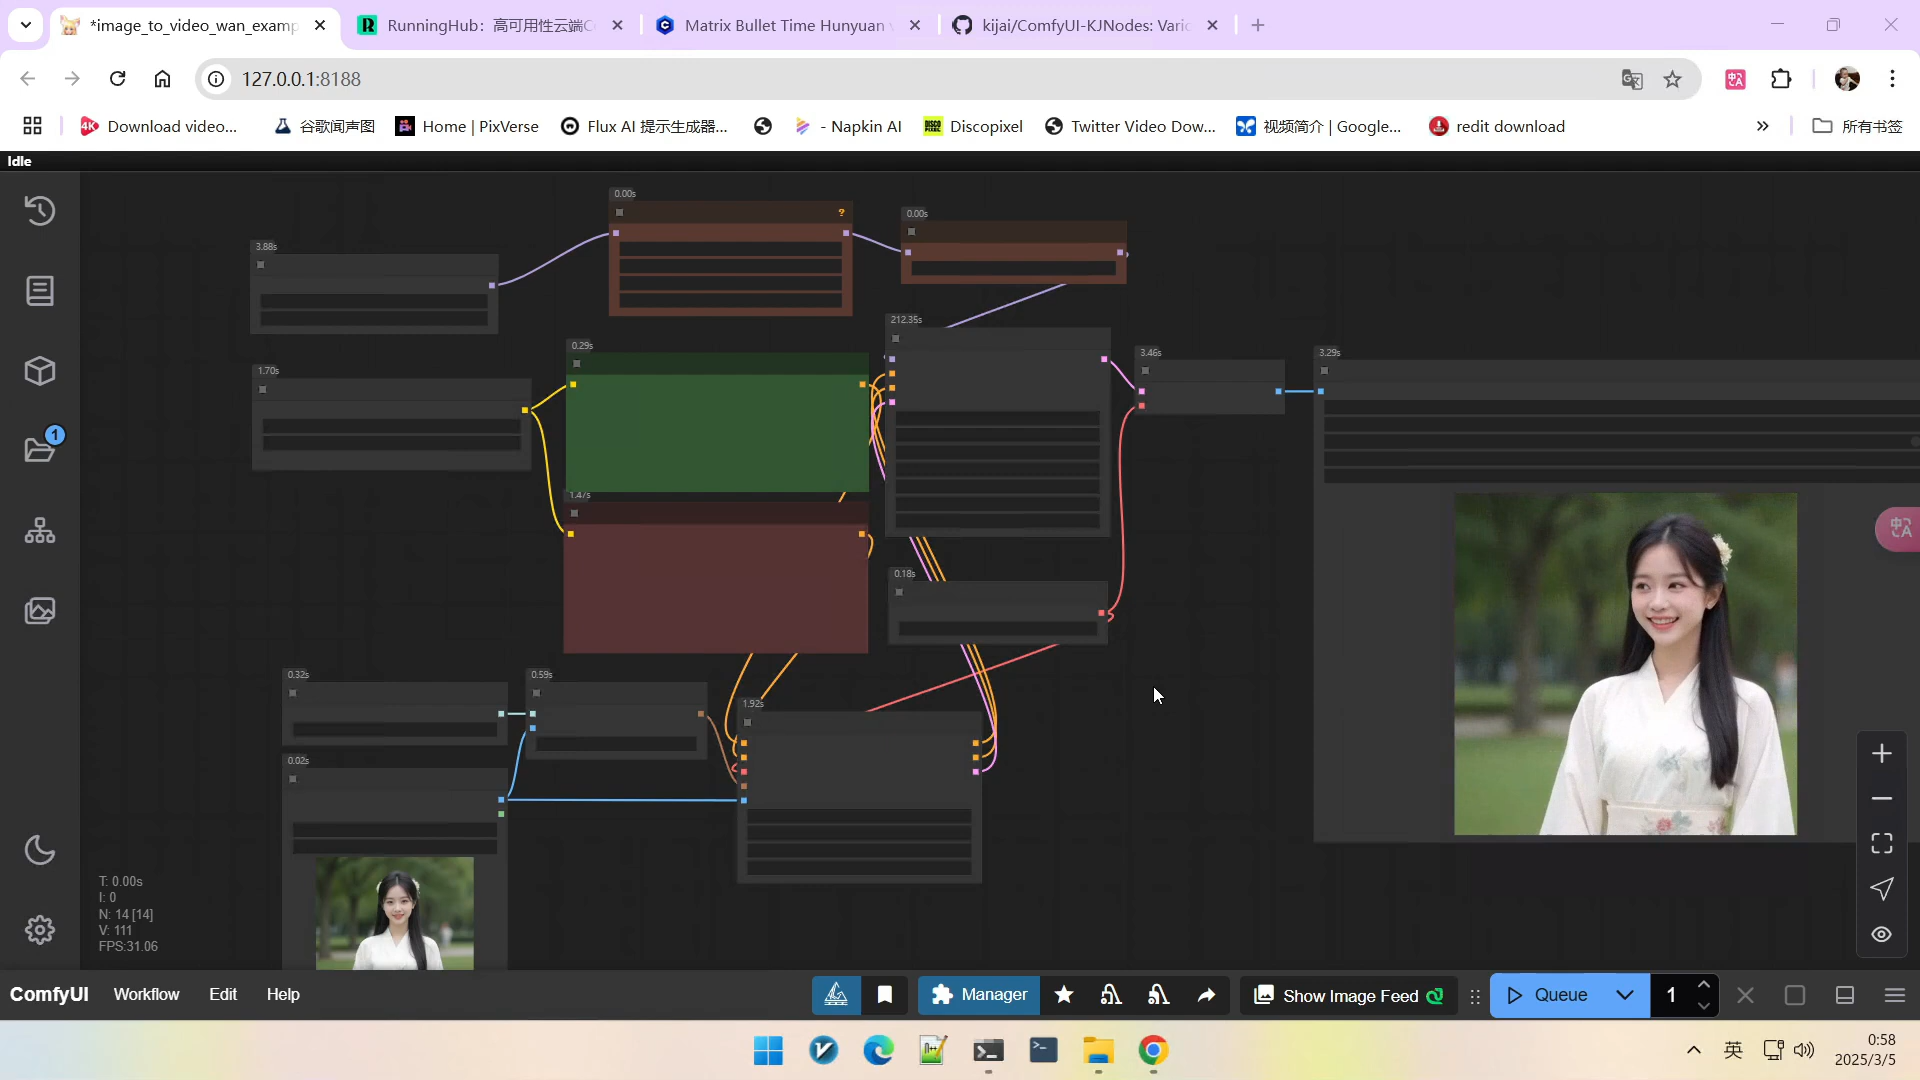 *image_to_video_wan_examp
RunningHub：高可用性云端C
Matrix Bullet Time Hunyuan
kijai/ComfyUI-KJNodes: Vari
127.0.0.1:8188
4K
Download video...
谷歌闻声图
Home | PixVerse
Flux AI 提示生成器...
- Napkin AI
Discopixel
Twitter Video Dow...
视频简介 | Google...
redit download
所有书签
Idle
0.00s
0.00s
?
3.88s
212.35s
0.29s
3.46s
3.29s
1.70s
1
1.47s
中A
0.18s
0.32s
0.59s
1.92s
0.02s
T: 0.00s
I: 0
N: 14 [14]
V: 111
FPS:31.06
ComfyUI
Workflow
Edit
Help
Manager
Show Image Feed
Queue
1
英
0:58
2025/3/5